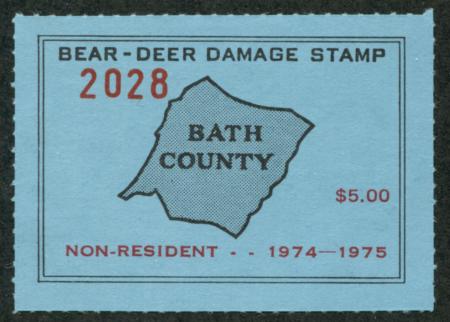 BEAR-DEER DAMAGE STAMP
2028
BATH
COUNTY
$5.00
NON-RESIDENT - - 1974—1975